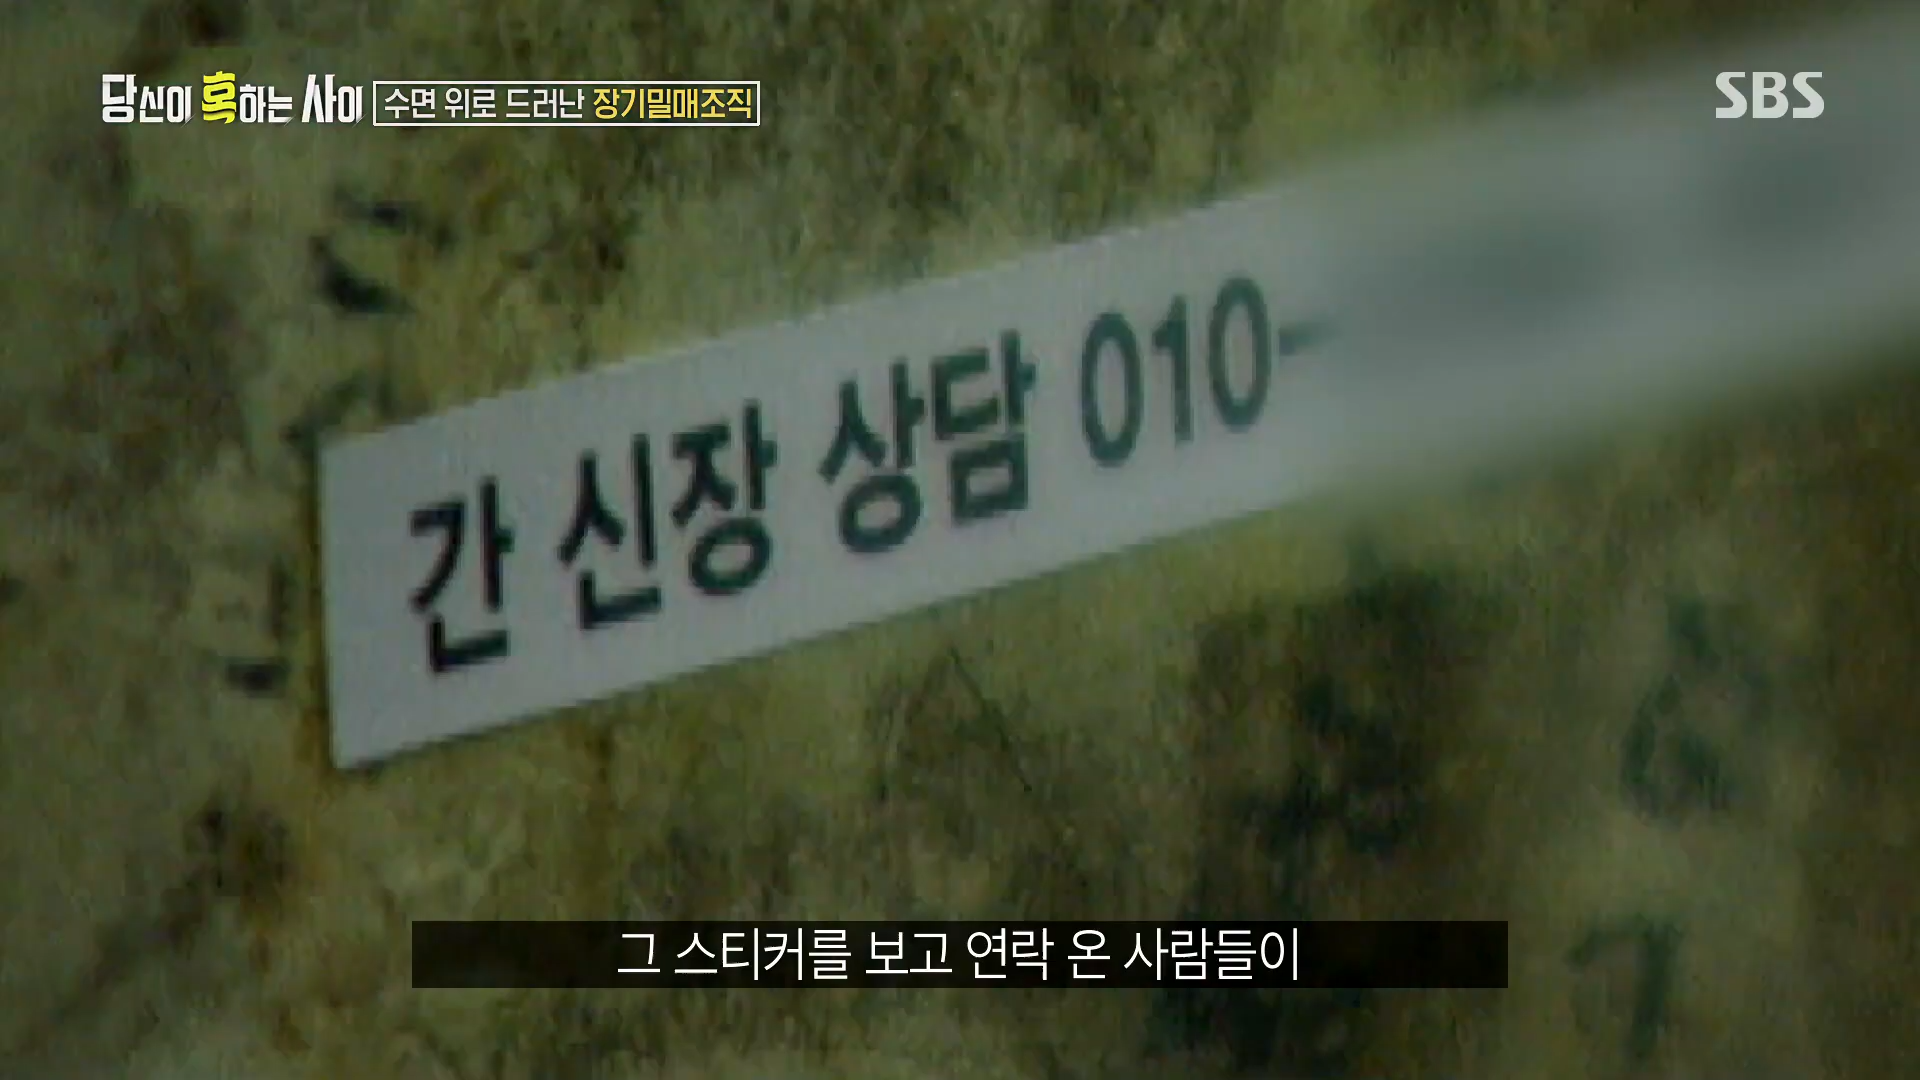 당신이 혹하는 사이 수면 위로 드러난 장기밀매조직
SBS
간 신장 상담 010-
그 스티커를 보고 연락 온 사람들이